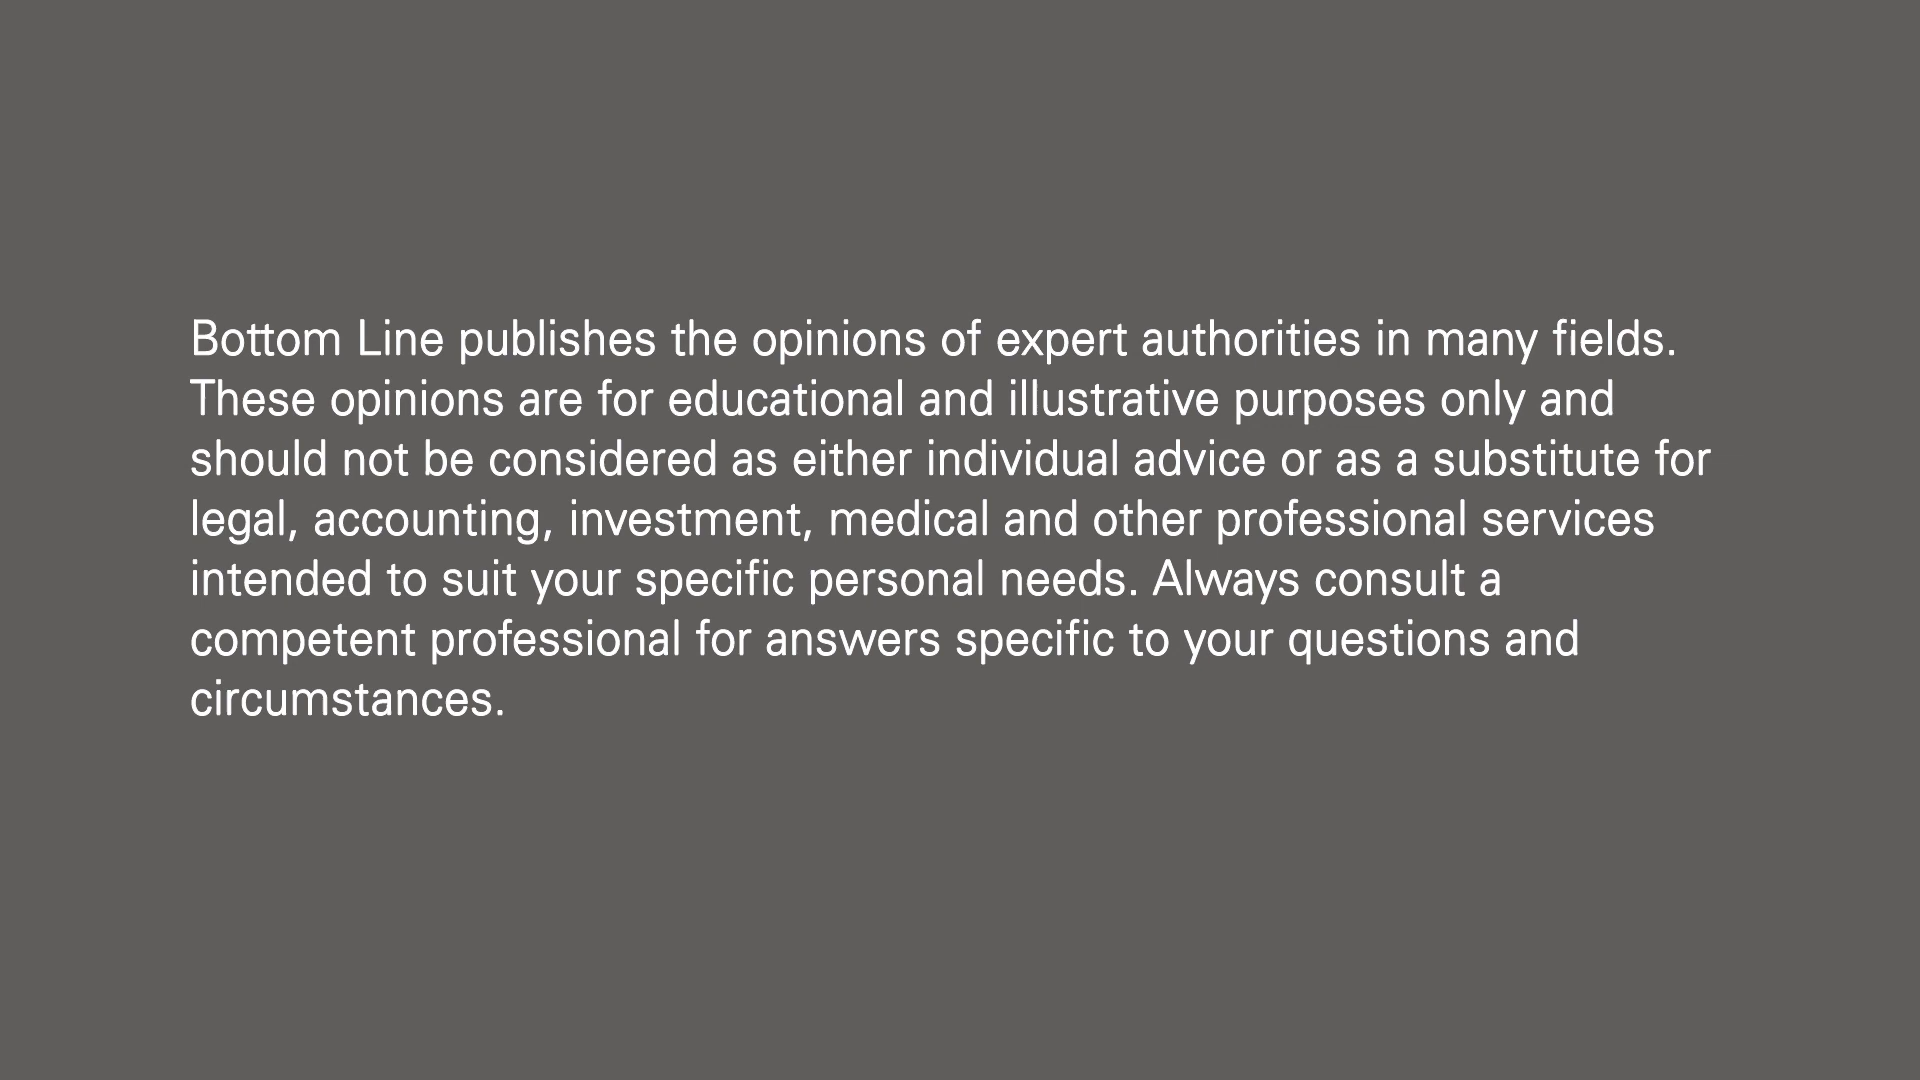 Bottom Line publishes the opinions of expert authorities in many fields.
These opinions are for educational and illustrative purposes only and
should not be considered as either individual advice or as a substitute for
legal, accounting, investment, medical and other professional services
intended to suit your specific personal needs. Always consult a
competent professional for answers specific to your questions and
circumstances.